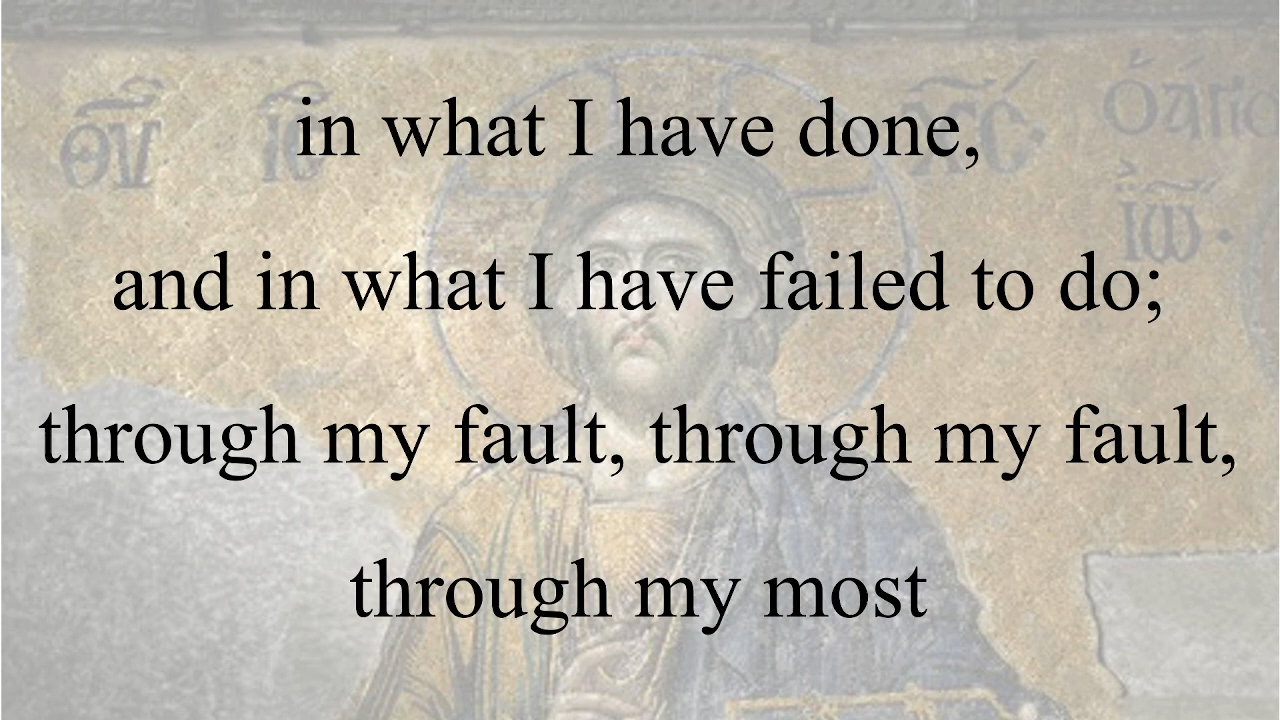 in what I have done,
and in what I have failed to do;
through my fault, through my fault,
through my most